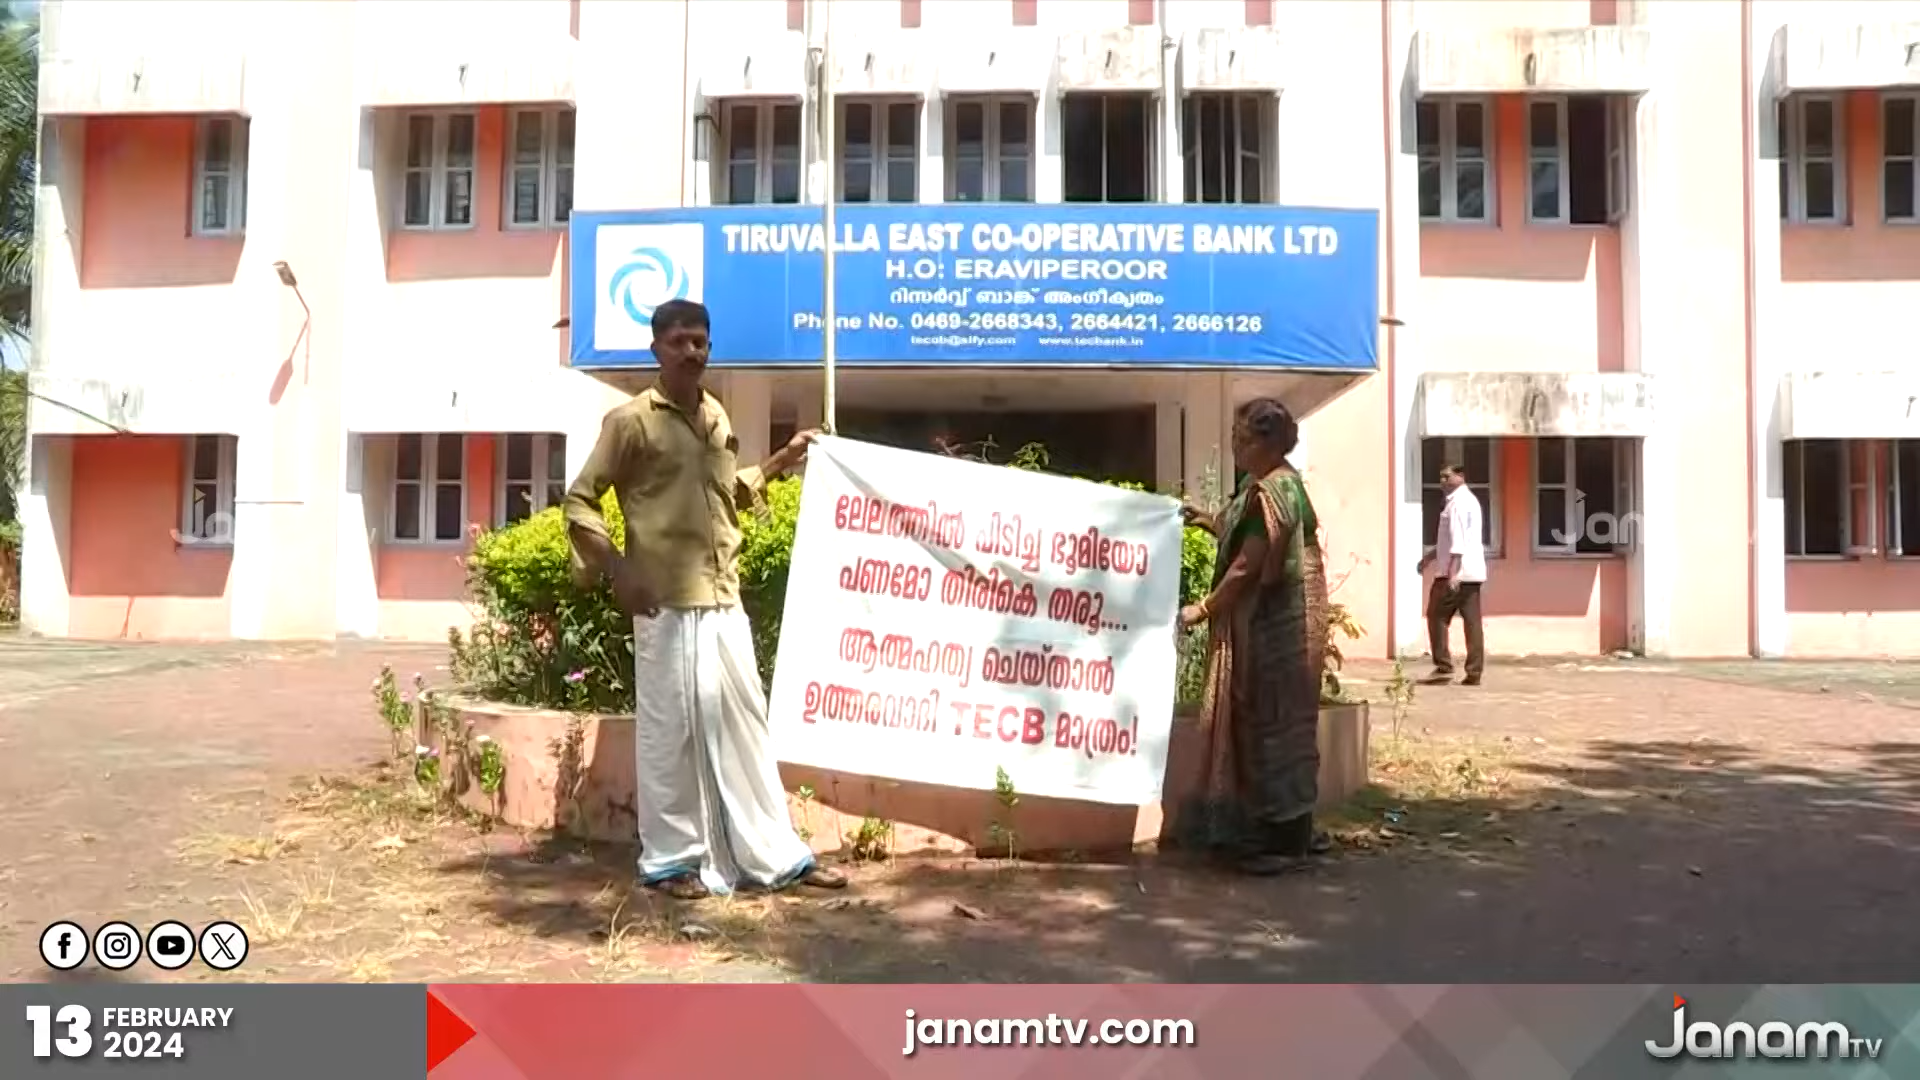 TIRUVALLA EAST CO-OPERATIVE BANK LTD
H.O: ERAVIPEROOR
റിസർവ്വ് ബാങ്ക് അംഗീകൃതം
Phone No. 0469-2668343, 2664421, 2666126
tecob@sify.com www.tecbank.in
ലേലത്തിൽ പിടിച്ച ഭൂമിയോ
പണമോ തിരികെ തരൂ....
ആത്മഹത്യ ചെയ്താൽ
ഉത്തരവാദി TECB മാത്രം!
13 FEBRUARY
2024
janamtv.com
Janam TV